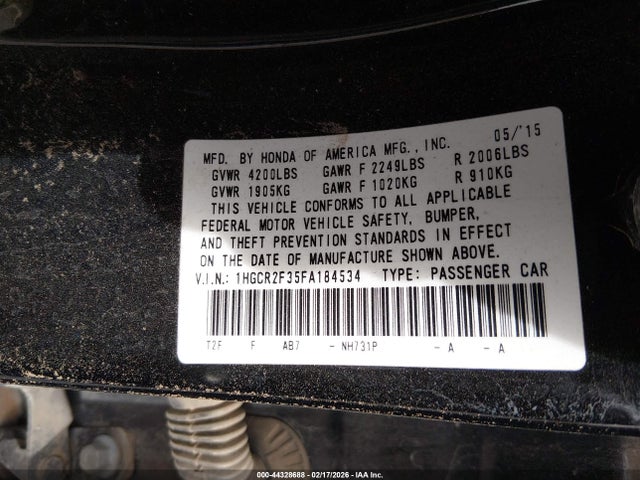 MFD. BY HONDA OF AMERICA MFG., INC. 05/'15
GVWR 4200LBS GAWR F 2249LBS R 2006LBS
GVWR 1905KG GAWR F 1020KG R 910KG
THIS VEHICLE CONFORMS TO ALL APPLICABLE
FEDERAL MOTOR VEHICLE SAFETY, BUMPER,
AND THEFT PREVENTION STANDARDS IN EFFECT
ON THE DATE OF MANUFACTURE SHOWN ABOVE.
V.I.N.: 1HGCR2F35FA184534 TYPE: PASSENGER CAR
T2F F AB7 - NH731P - A - A
000-44328688 - 02/17/2026 - IAA Inc.